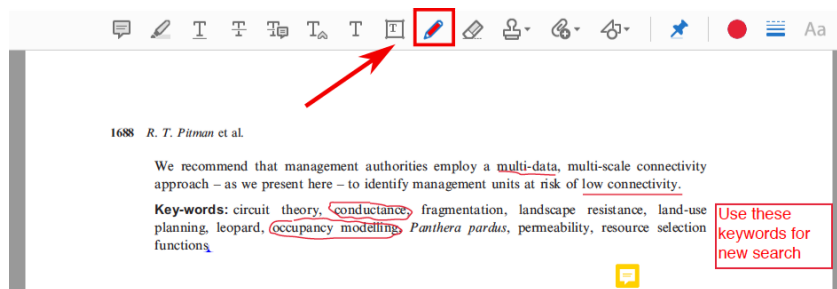 T T T T T T Aa
1688 R. T. Pitman et al.
We recommend that management authorities employ a multi-data, multi-scale connectivity
approach – as we present here – to identify management units at risk of low connectivity.
Key-words: circuit theory, conductance, fragmentation, landscape resistance, land-use
planning, leopard, occupancy modelling, Panthera pardus, permeability, resource selection
functions
Use these
keywords for
new search